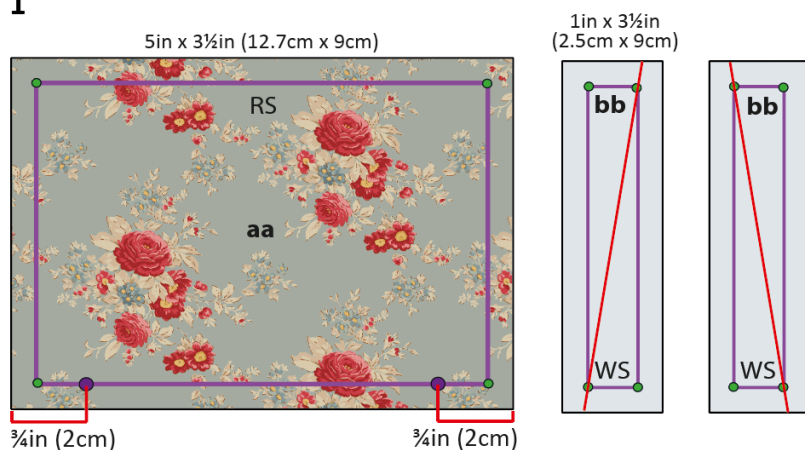 1
5in x 3½in (12.7cm x 9cm)
RS
aa
¾in (2cm)
¾in (2cm)
1in x 3½in
(2.5cm x 9cm)
bb
WS
bb
WS